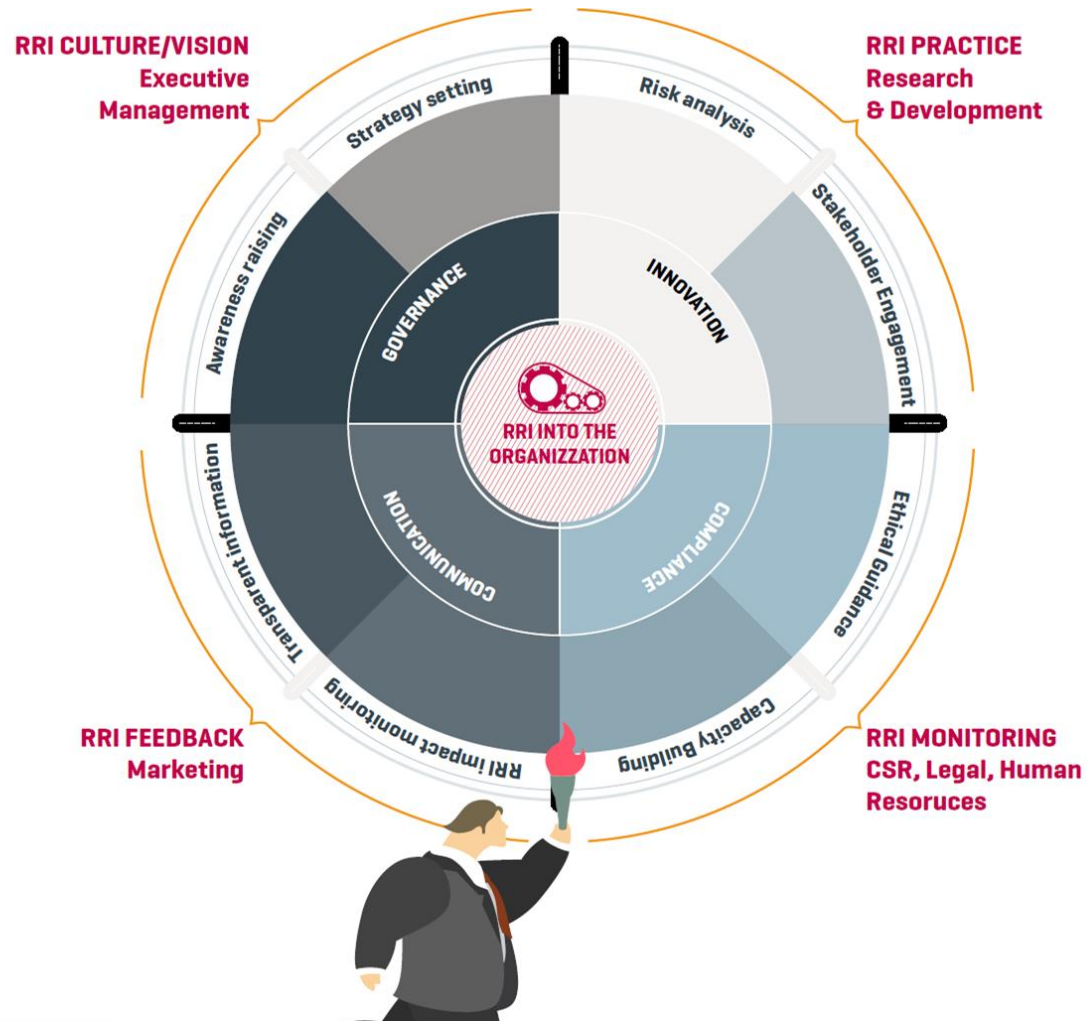 RRI CULTURE/VISION
Executive
Management
RRI PRACTICE
Research
& Development
Strategy setting
Risk analysis
Awareness raising
Stakeholder Engagement
GOVERNANCE
INNOVATION
RRI INTO THE
ORGANIZZATION
COMMUNICATION
COMPLIANCE
Transparent information
Ethical Guidance
RRI impact monitoring
Capacity Building
RRI FEEDBACK
Marketing
RRI MONITORING
CSR, Legal, Human
Resoruces